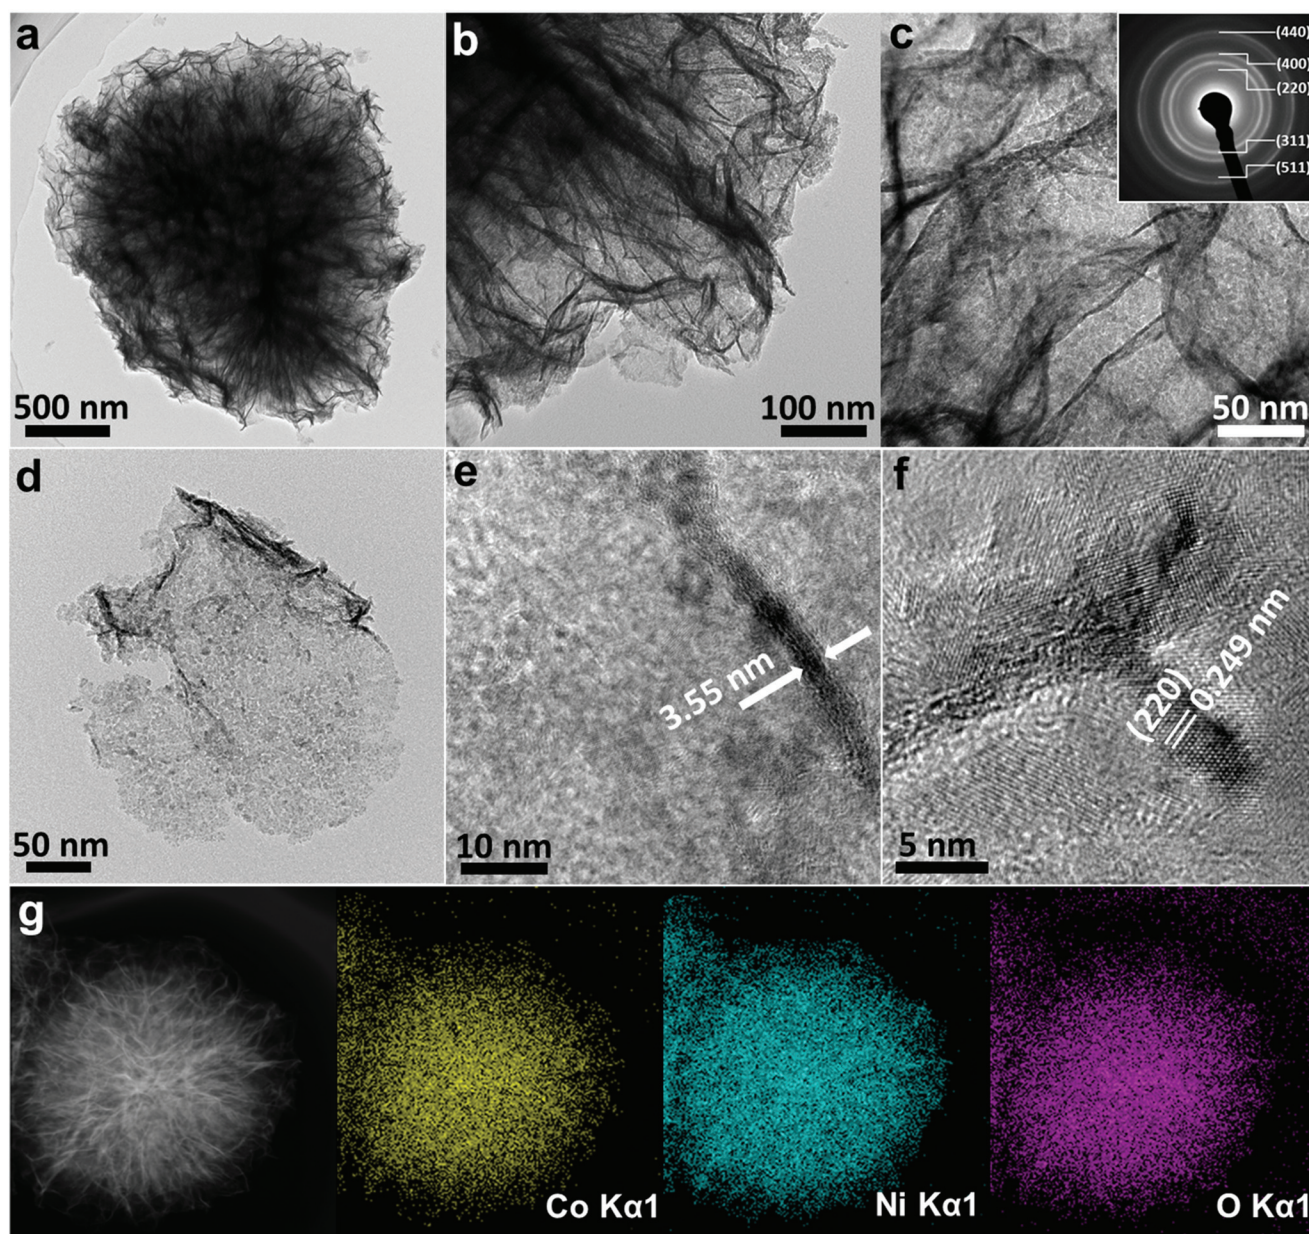 a
500 nm
b
100 nm
c
(440)
(400)
(220)
(311)
(511)
50 nm
d
50 nm
e
3.55 nm
10 nm
f
(220)
0.249 nm
5 nm
g
Co Kα1
Ni Kα1
O Kα1